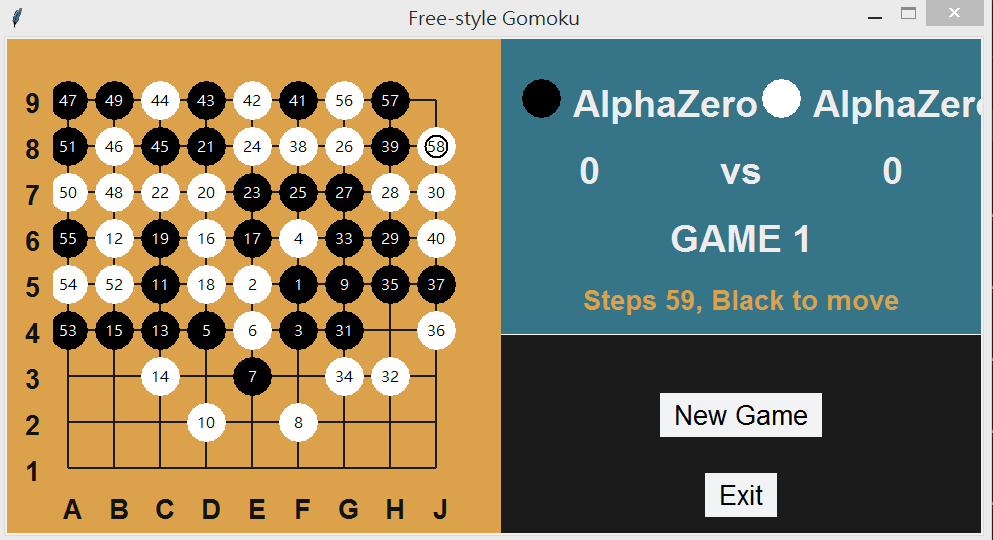 Free-style Gomoku
9 47 49 44 43 42 41 56 57
8 51 46 45 21 24 38 26 39 58
7 50 48 22 20 23 25 27 28 30
6 55 12 19 16 17 4 33 29 40
5 54 52 11 18 2 1 9 35 37
4 53 15 13 5 6 3 31 36
3 14 7 34 32
2 10 8
1
A B C D E F G H J
AlphaZero AlphaZero
0 vs 0
GAME 1
Steps 59, Black to move
New Game
Exit